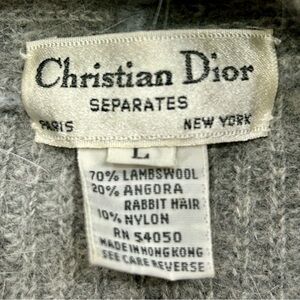 Christian Dior
SEPARATES
PARIS NEW YORK
L
70% LAMBSWOOL
20% ANGORA
RABBIT HAIR
10% NYLON
RN 54050
MADE IN HONG KONG
SEE CARE REVERSE